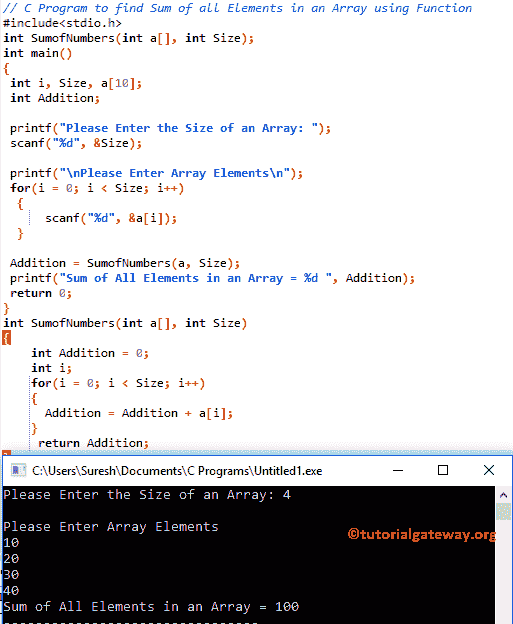 // C Program to find Sum of all Elements in an Array using Function
#include<stdio.h>
int SumofNumbers(int a[], int Size);
int main()
{
 int i, Size, a[10];
 int Addition;

 printf("Please Enter the Size of an Array: ");
 scanf("%d", &Size);

 printf("\nPlease Enter Array Elements\n");
 for(i = 0; i < Size; i++)
  {
      scanf("%d", &a[i]);
  }

 Addition = SumofNumbers(a, Size);
 printf("Sum of All Elements in an Array = %d ", Addition);
 return 0;
}
int SumofNumbers(int a[], int Size)
{
    int Addition = 0;
    int i;
    for(i = 0; i < Size; i++)
    {
      Addition = Addition + a[i];
    }
     return Addition;
C:\Users\Suresh\Documents\C Programs\Untitled1.exe
Please Enter the Size of an Array: 4

Please Enter Array Elements
©tutorialgateway.org
10
20
30
40
Sum of All Elements in an Array = 100
--------------------------------